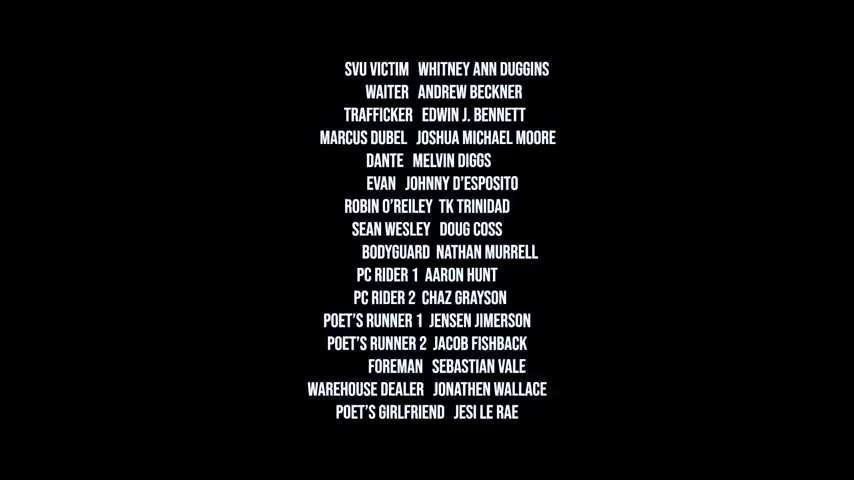 SVU VICTIM WHITNEY ANN DUGGINS
WAITER ANDREW BECKNER
TRAFFICKER EDWIN J. BENNETT
MARCUS DUBEL JOSHUA MICHAEL MOORE
DANTE MELVIN DIGGS
EVAN JOHNNY D'ESPOSITO
ROBIN O'REILEY TK TRINIDAD
SEAN WESLEY DOUG COSS
BODYGUARD NATHAN MURRELL
PC RIDER 1 AARON HUNT
PC RIDER 2 CHAZ GRAYSON
POET'S RUNNER 1 JENSEN JIMERSON
POET'S RUNNER 2 JACOB FISHBACK
FOREMAN SEBASTIAN VALE
WAREHOUSE DEALER JONATHEN WALLACE
POET'S GIRLFRIEND JESI LE RAE